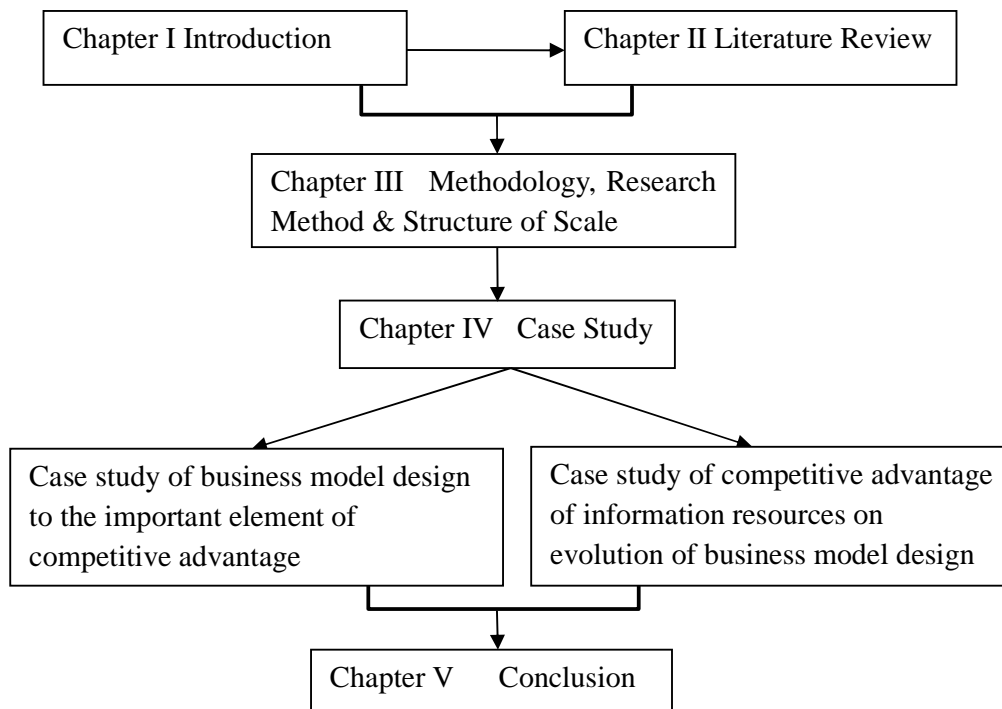 Chapter I Introduction
Chapter II Literature Review
Chapter III Methodology, Research
Method & Structure of Scale
Chapter IV Case Study
Case study of business model design
to the important element of
competitive advantage
Case study of competitive advantage
of information resources on
evolution of business model design
Chapter V Conclusion